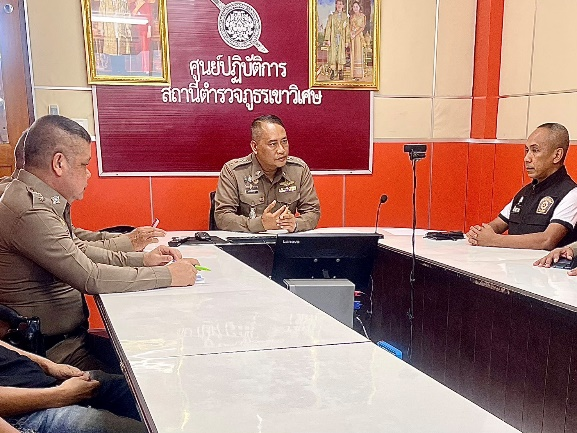 ศูนย์ปฏิบัติการ
สถานีตำรวจภูธรเขาวิเศษ
Lenovo